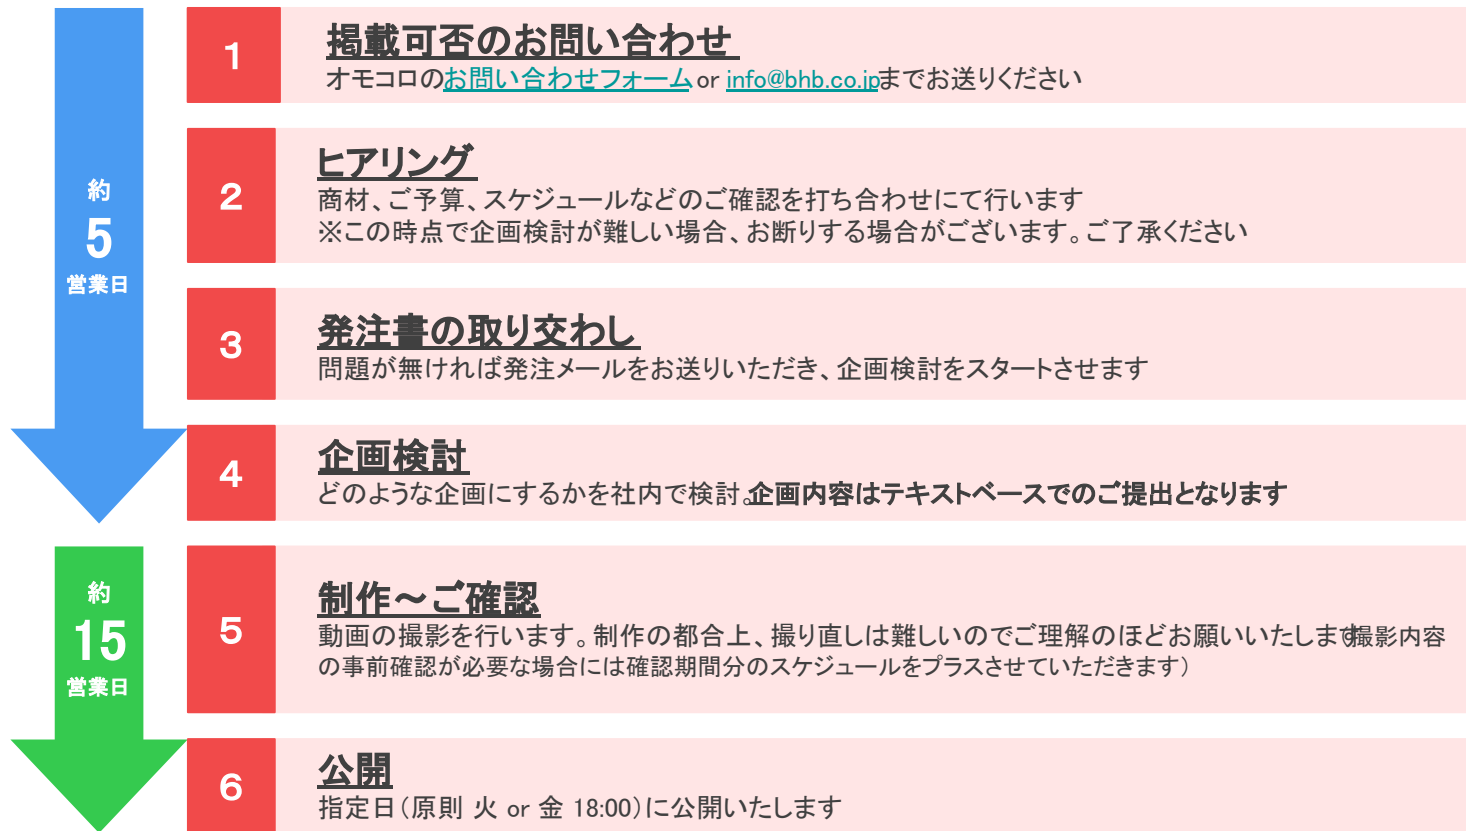 約
5
営業日
1
掲載可否のお問い合わせ
オモコロのお問い合わせフォーム or info@bhb.co.jpまでお送りください
2
ヒアリング
商材、ご予算、スケジュールなどのご確認を打ち合わせにて行います
※この時点で企画検討が難しい場合、お断りする場合がございます。ご了承ください
3
発注書の取り交わし
問題が無ければ発注メールをお送りいただき、企画検討をスタートさせます
4
企画検討
どのような企画にするかを社内で検討。企画内容はテキストベースでのご提出となります
約
15
営業日
5
制作～ご確認
動画の撮影を行います。制作の都合上、撮り直しは難しいのでご理解のほどお願いいたします撮影内容
の事前確認が必要な場合には確認期間分のスケジュールをプラスさせていただきます）
6
公開
指定日（原則 火 or 金 18:00）に公開いたします